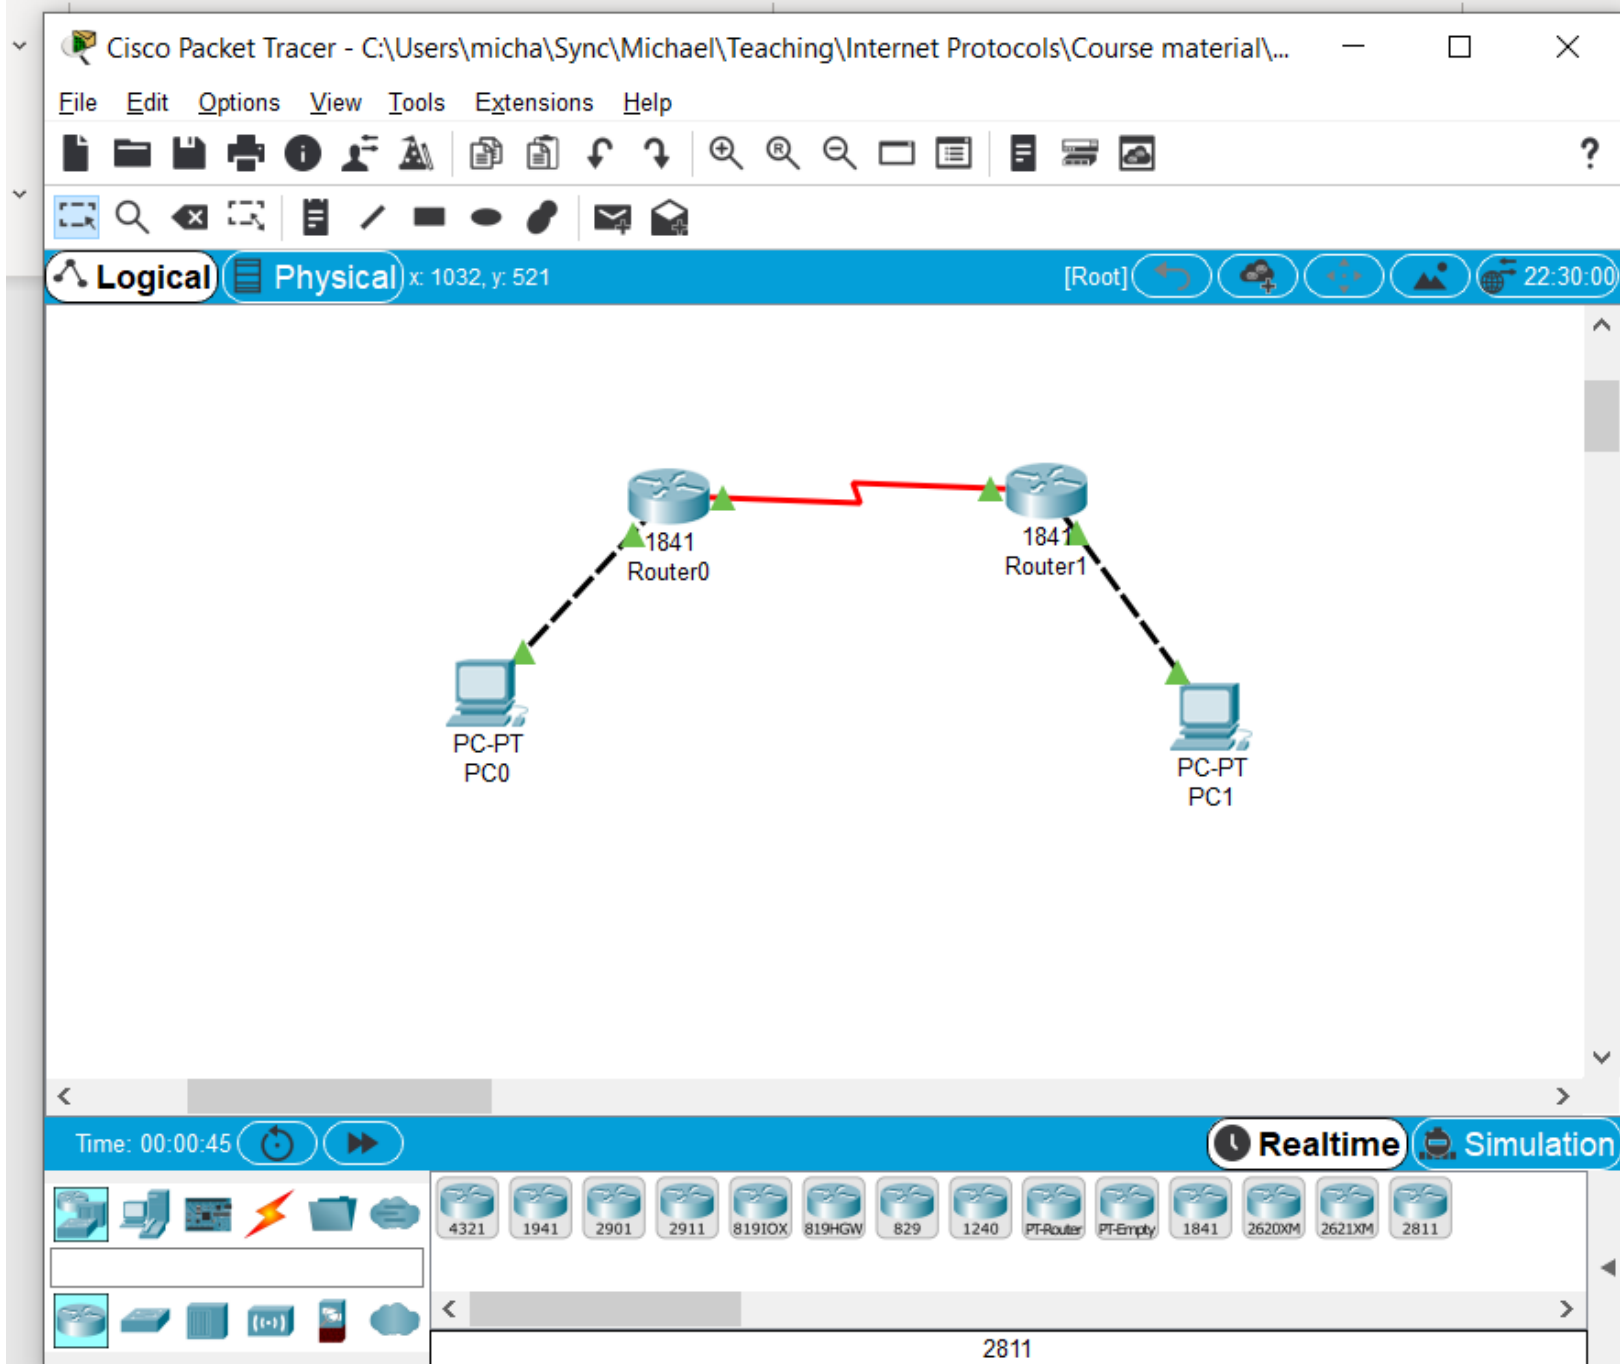 Cisco Packet Tracer - C:\Users\micha\Sync\Michael\Teaching\Internet Protocols\Course material\...
File Edit Options View Tools Extensions Help
?
Logical Physical x: 1032, y: 521 [Root] 22:30:00
1841
Router0
1841
Router1
PC-PT
PC0
PC-PT
PC1
Time: 00:00:45 Realtime Simulation
4321 1941 2901 2911 819IOX 819HGW 829 1240 PT-Router PT-Empty 1841 2620XM 2621XM 2811
2811